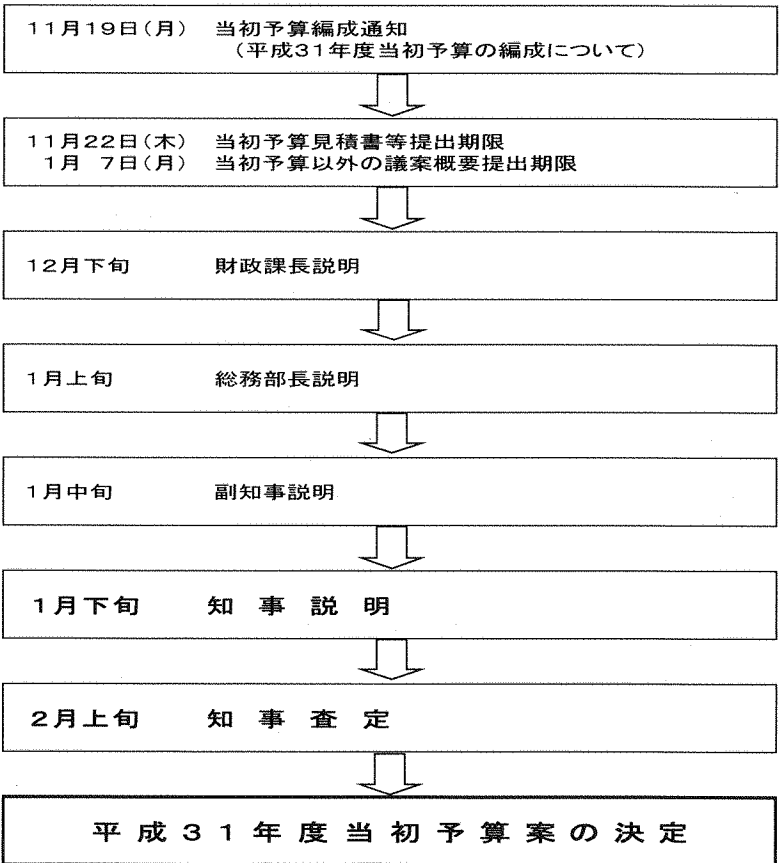 11月19日(月) 当初予算編成通知
(平成31年度当初予算の編成について)
11月22日(木) 当初予算見積書等提出期限
1月 7日(月) 当初予算以外の議案概要提出期限
12月下旬 財政課長説明
1月上旬 総務部長説明
1月中旬 副知事説明
1月下旬 知事説明
2月上旬 知事査定
平成31年度当初予算案の決定